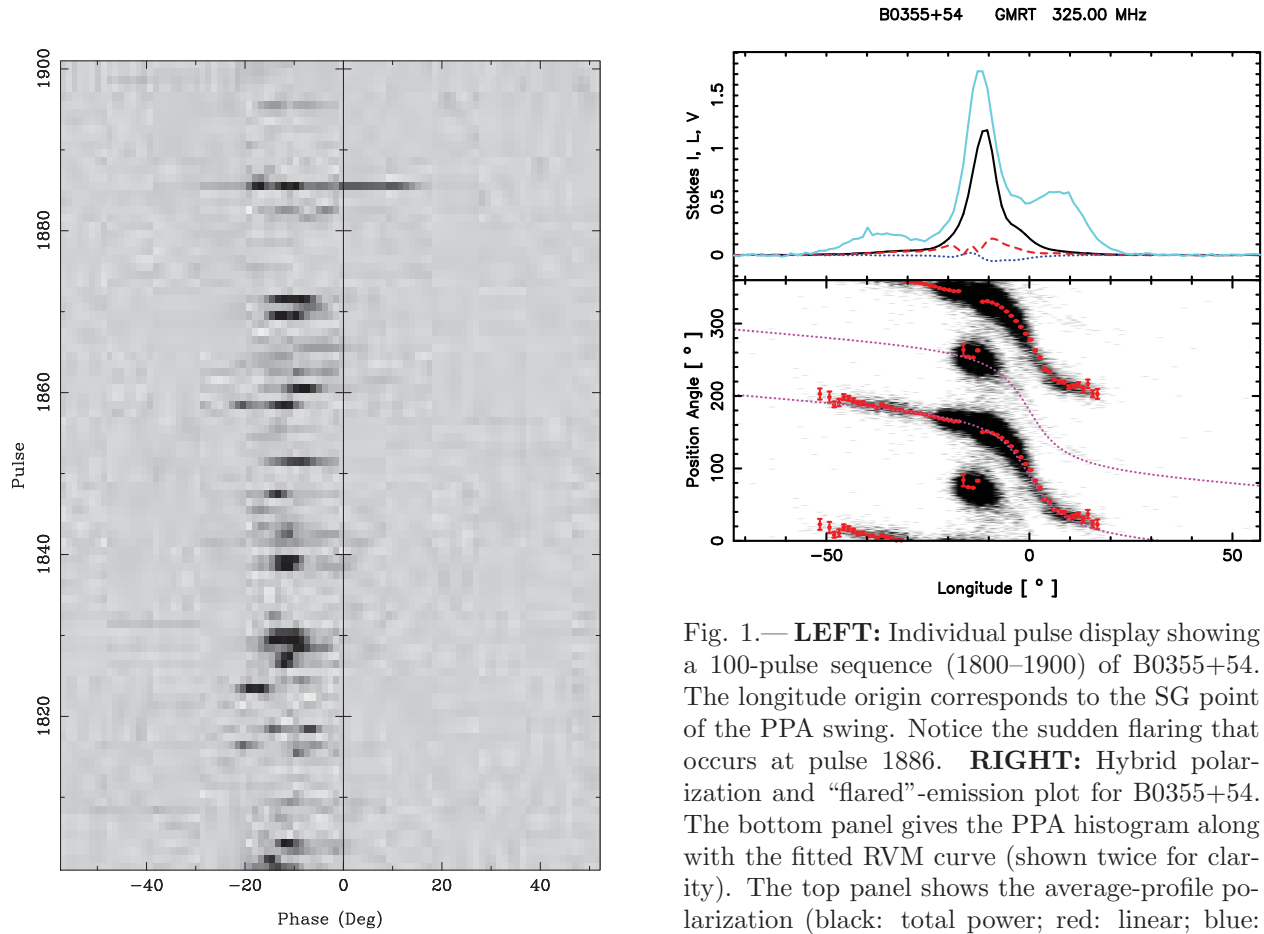 1900
1880
1860
1840
1820
Pulse
−40 −20 0 20 40
Phase (Deg)
B0355+54 GMRT 325.00 MHz
1.5
1
0.5
0
Stokes I, L, V
300
200
100
0
Position Angle [ ° ]
−50 0 50
Longitude [ ° ]
Fig. 1.— LEFT: Individual pulse display showing
a 100-pulse sequence (1800–1900) of B0355+54.
The longitude origin corresponds to the SG point
of the PPA swing. Notice the sudden flaring that
occurs at pulse 1886. RIGHT: Hybrid polar-
ization and “flared”-emission plot for B0355+54.
The bottom panel gives the PPA histogram along
with the fitted RVM curve (shown twice for clar-
ity). The top panel shows the average-profile po-
larization (black: total power; red: linear; blue: